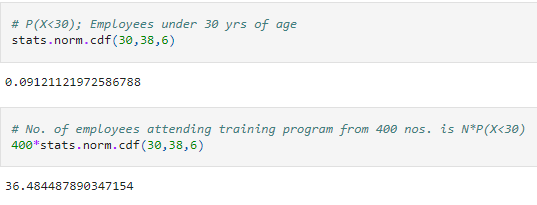 # P(X<30); Employees under 30 yrs of age
stats.norm.cdf(30,38,6)
0.09121121972586788
# No. of employees attending training program from 400 nos. is N*P(X<30)
400*stats.norm.cdf(30,38,6)
36.484487890347154